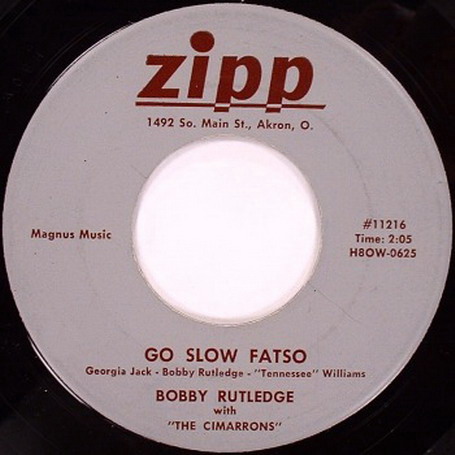 zipp
1492 So. Main St., Akron, O.
Magnus Music
#11216
Time: 2:05
H8OW-0625
GO SLOW FATSO
Georgia Jack - Bobby Rutledge - "Tennessee" Williams
BOBBY RUTLEDGE
with
"THE CIMARRONS"